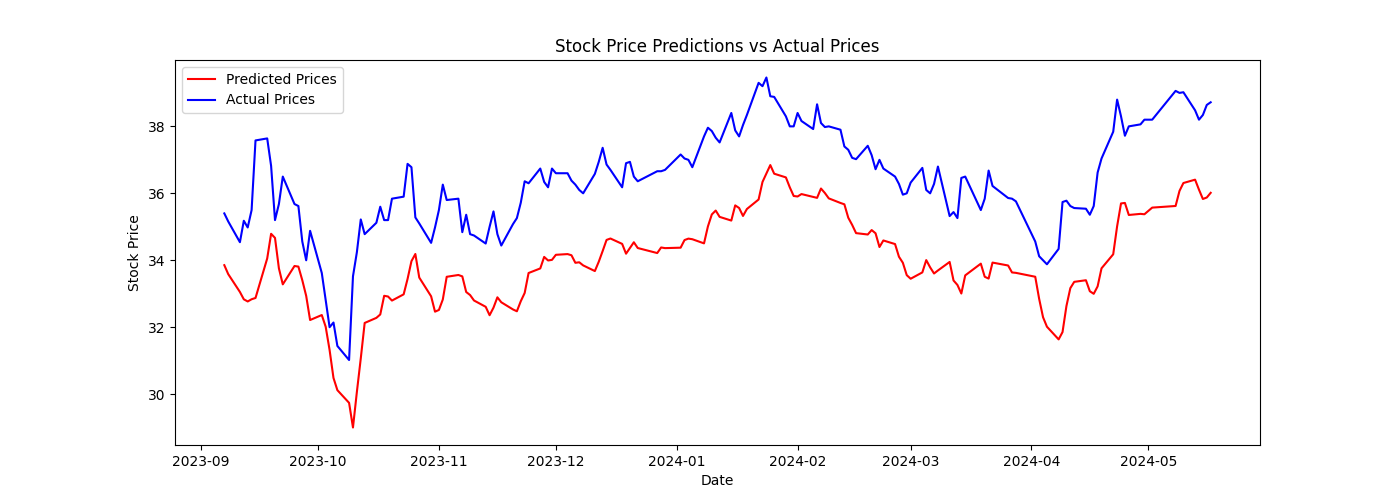 Stock Price Predictions vs Actual Prices
Predicted Prices
Actual Prices
38
36
34
32
30
Stock Price
2023-09 2023-10 2023-11 2023-12 2024-01 2024-02 2024-03 2024-04 2024-05
Date